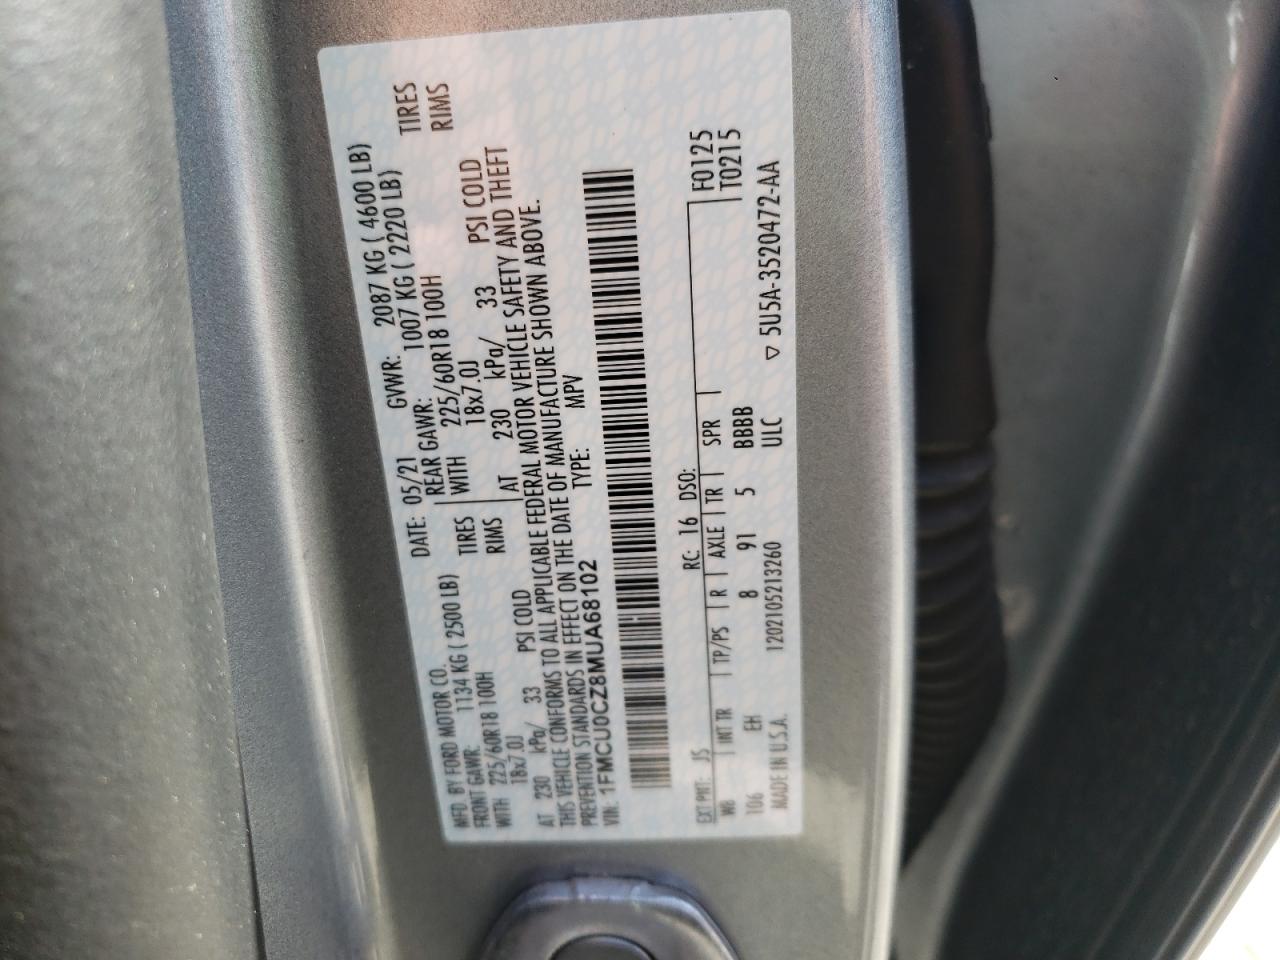 MFD. BY FORD MOTOR CO. DATE: 05/21 GVWR: 2087 KG ( 4600 LB)
FRONT GAWR: 1134 KG ( 2500 LB) REAR GAWR: 1007 KG ( 2220 LB)
WITH 225/60R18 100H TIRES WITH 225/60R18 100H TIRES
18x7.0J RIMS 18x7.0J RIMS
AT 230 kPa/ 33 PSI COLD AT 230 kPa/ 33 PSI COLD
THIS VEHICLE CONFORMS TO ALL APPLICABLE FEDERAL MOTOR VEHICLE SAFETY AND THEFT
PREVENTION STANDARDS IN EFFECT ON THE DATE OF MANUFACTURE SHOWN ABOVE.
VIN: 1FMCU0CZ8MUA68102 TYPE: MPV
EXT PNT: JS RC: 16 DSO: F0125
WB INT TR TP/PS R AXLE TR SPR T0215
106 EH 8 91 5 BBBB
MADE IN U.S.A. 1202105213260 ULC ▽ 5U5A-3520472-AA